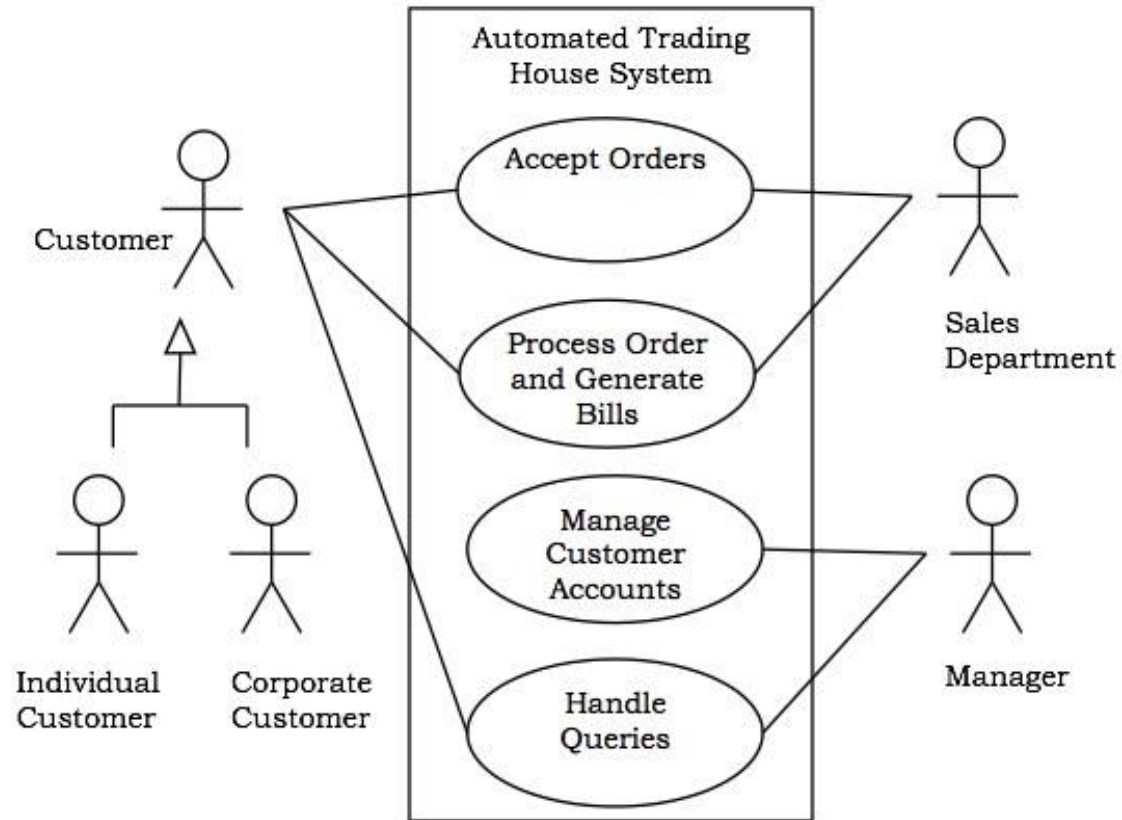 Automated Trading
House System
Accept Orders
Customer
Process Order
and Generate
Bills
Sales
Department
Manage
Customer
Accounts
Individual
Customer
Corporate
Customer
Handle
Queries
Manager